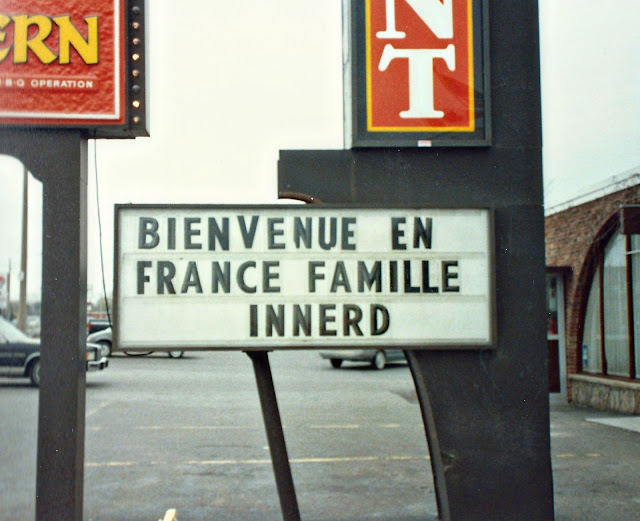 ERN
B·Q OPERATION
NT
BIENVENUE EN
FRANCE FAMILLE
INNERD